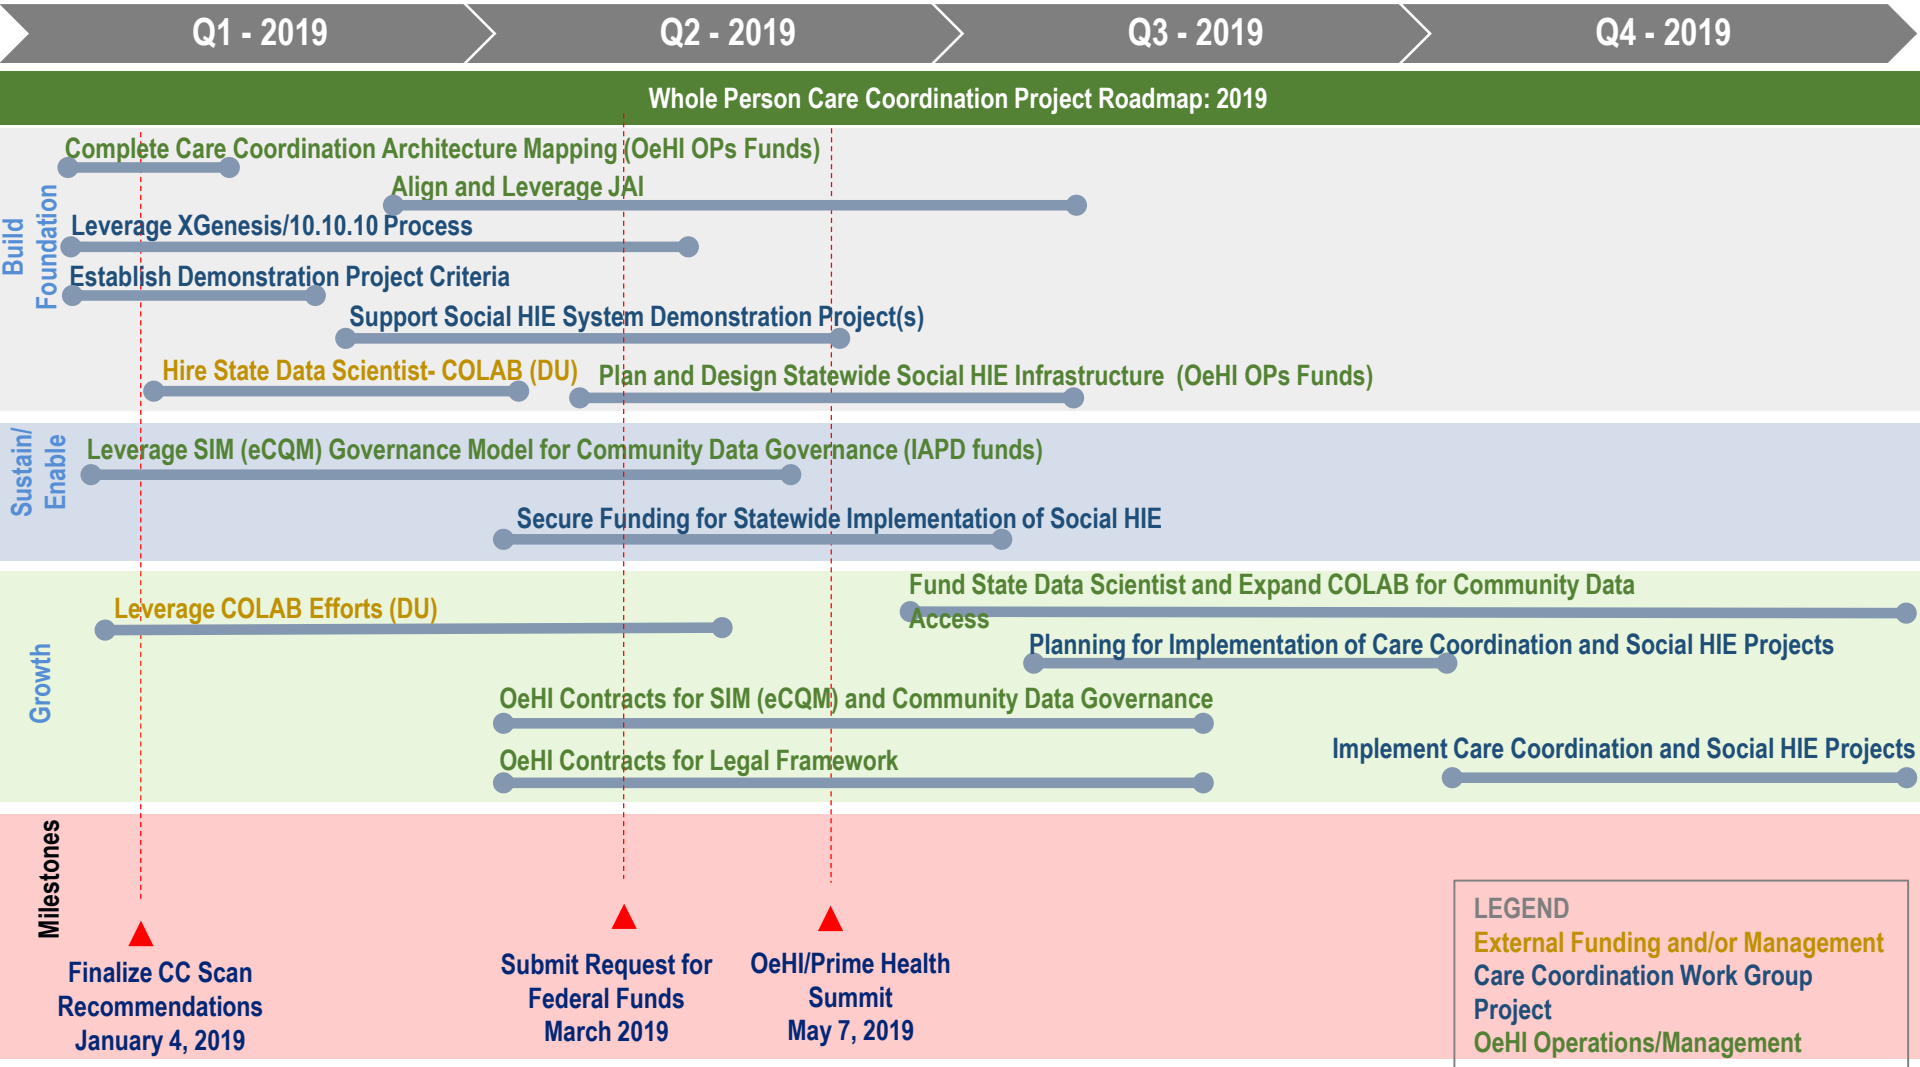 Q1 - 2019
Q2 - 2019
Q3 - 2019
Q4 - 2019
Whole Person Care Coordination Project Roadmap: 2019
Build
Foundation
Complete Care Coordination Architecture Mapping (OeHI OPs Funds)
Align and Leverage JAI
Leverage XGenesis/10.10.10 Process
Establish Demonstration Project Criteria
Support Social HIE System Demonstration Project(s)
Hire State Data Scientist- COLAB (DU)
Plan and Design Statewide Social HIE Infrastructure (OeHI OPs Funds)
Sustain/
Enable
Leverage SIM (eCQM) Governance Model for Community Data Governance (IAPD funds)
Secure Funding for Statewide Implementation of Social HIE
Growth
Fund State Data Scientist and Expand COLAB for Community Data
Access
Leverage COLAB Efforts (DU)
Planning for Implementation of Care Coordination and Social HIE Projects
OeHI Contracts for SIM (eCQM) and Community Data Governance
Implement Care Coordination and Social HIE Projects
OeHI Contracts for Legal Framework
Milestones
Finalize CC Scan
Recommendations
January 4, 2019
Submit Request for
Federal Funds
March 2019
OeHI/Prime Health
Summit
May 7, 2019
LEGEND
External Funding and/or Management
Care Coordination Work Group
Project
OeHI Operations/Management